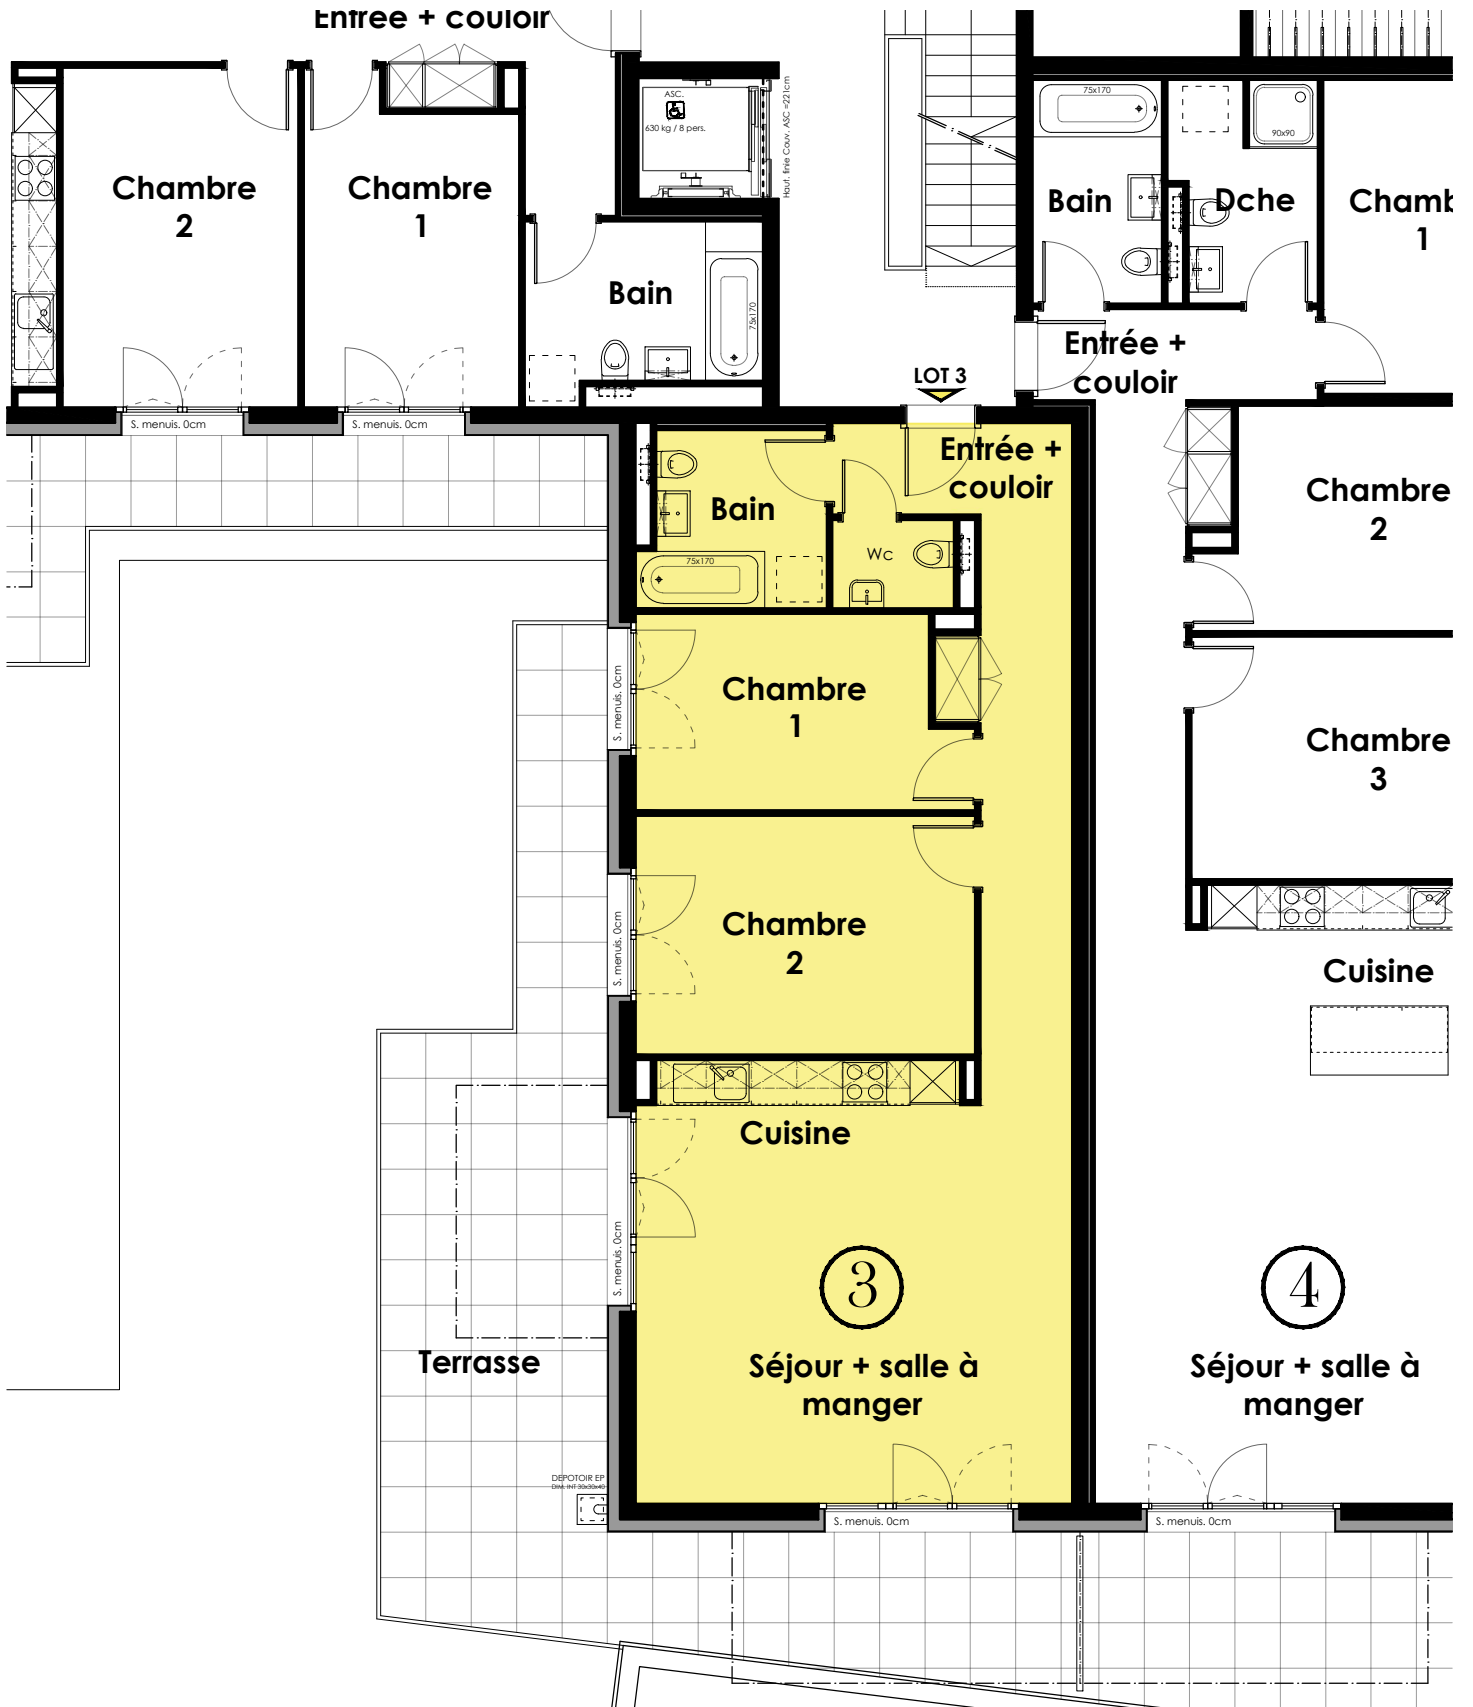 Entrée + couloir
ASC.
630 kg / 8 pers.
Haut. finie Couv. ASC =221cm
75x170
90x90
Chambre
2
Chambre
1
Bain
Dche
Chamb
1
Bain
75x170
Entrée +
couloir
LOT 3
S. menuis. 0cm
S. menuis. 0cm
Entrée +
couloir
Bain
Wc
75x170
Chambre
2
S. menuis. 0cm
Chambre
1
Chambre
3
S. menuis. 0cm
Chambre
2
Cuisine
Cuisine
S. menuis. 0cm
3
4
Terrasse
Séjour + salle à
manger
Séjour + salle à
manger
DEPOTOIR EP
DIM. INT 30x30x40
S. menuis. 0cm
S. menuis. 0cm